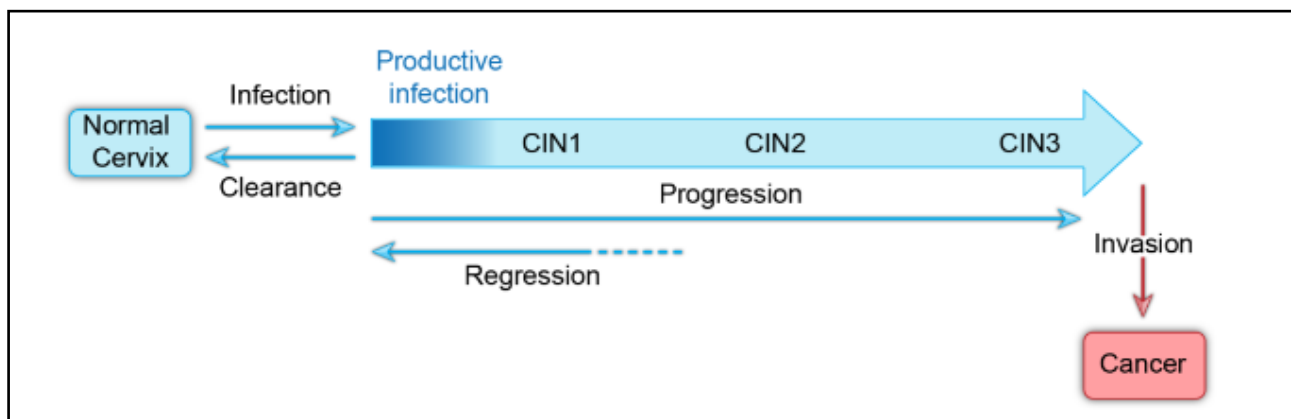 Productive
infection
Infection
Normal
Cervix
CIN1 CIN2 CIN3
Clearance
Progression
Invasion
Regression
Cancer